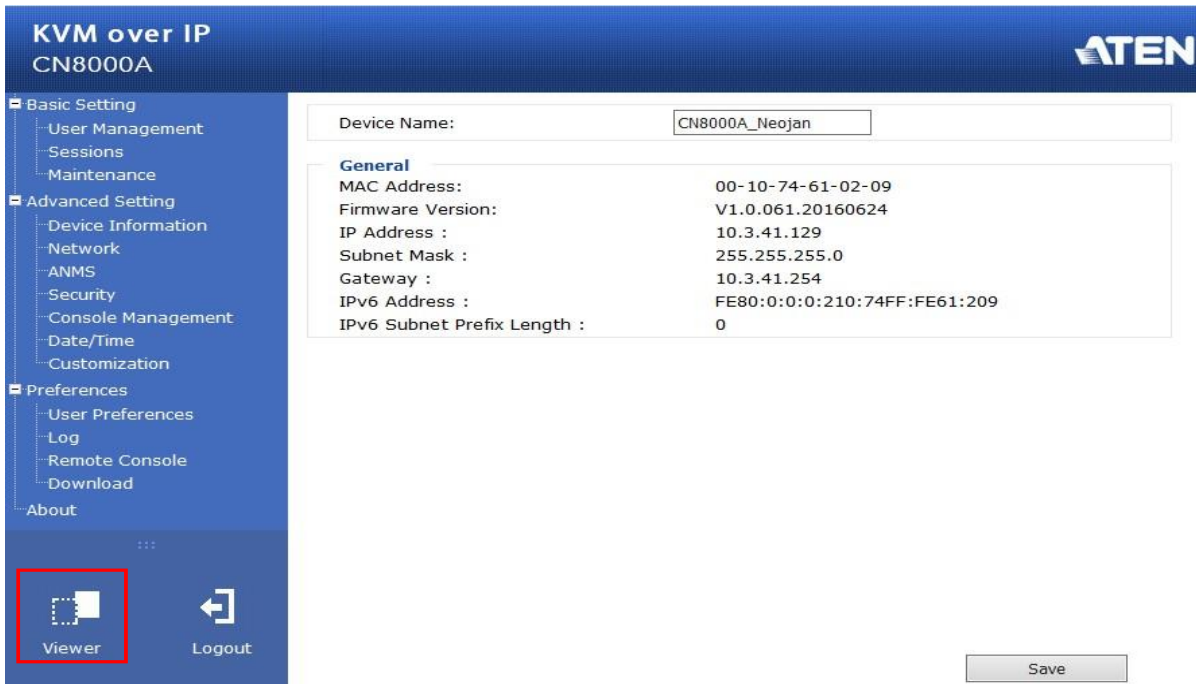 KVM over IP
CN8000A
ATEN
Basic Setting
User Management
Sessions
Maintenance
Advanced Setting
Device Information
Network
ANMS
Security
Console Management
Date/Time
Customization
Preferences
User Preferences
Log
Remote Console
Download
About
Viewer
Logout
Device Name: CN8000A_Neojan
General
MAC Address: 00-10-74-61-02-09
Firmware Version: V1.0.061.20160624
IP Address : 10.3.41.129
Subnet Mask : 255.255.255.0
Gateway : 10.3.41.254
IPv6 Address : FE80:0:0:0:210:74FF:FE61:209
IPv6 Subnet Prefix Length : 0
Save